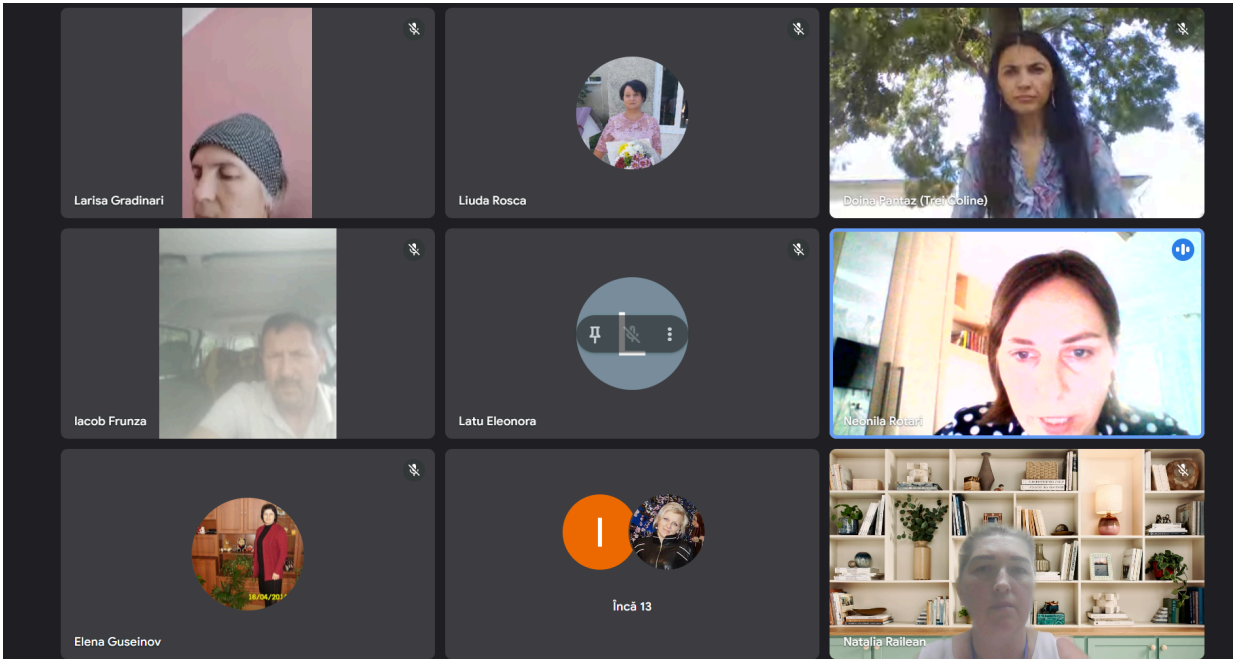 Larisa Gradinari
Liuda Rosca
Doina Pantaz (Trei Coline)
Iacob Frunza
L
Latu Eleonora
Neonila Rotari
Elena Guseinov
I
Încă 13
Natalia Railean